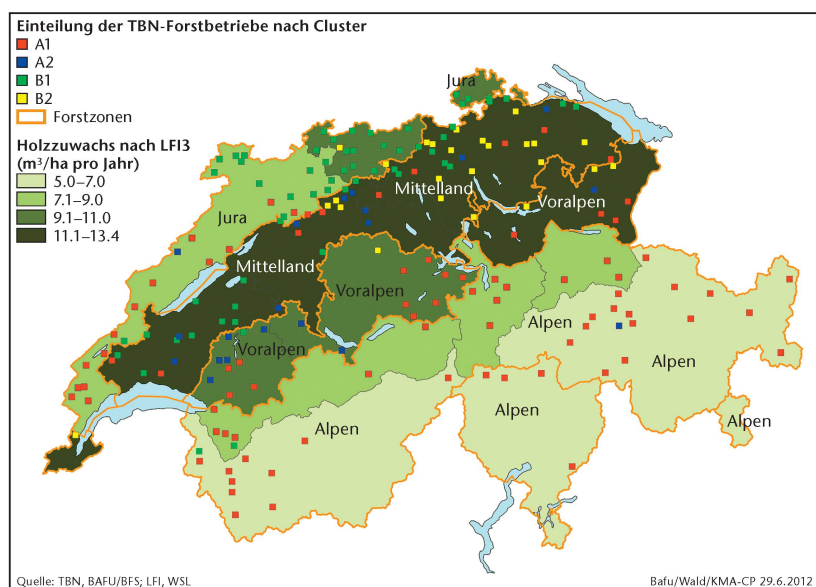 Einteilung der TBN-Forstbetriebe nach Cluster
A1
A2
B1
B2
Forstzonen
Holzzuwachs nach LFI3
(m³/ha pro Jahr)
5.0–7.0
7.1–9.0
9.1–11.0
11.1–13.4
Jura
Mittelland
Voralpen
Jura
Mittelland
Voralpen
Voralpen
Alpen
Alpen
Alpen
Alpen
Alpen
Quelle: TBN, BAFU/BFS; LFI, WSL
Bafu/Wald/KMA-CP 29.6.2012